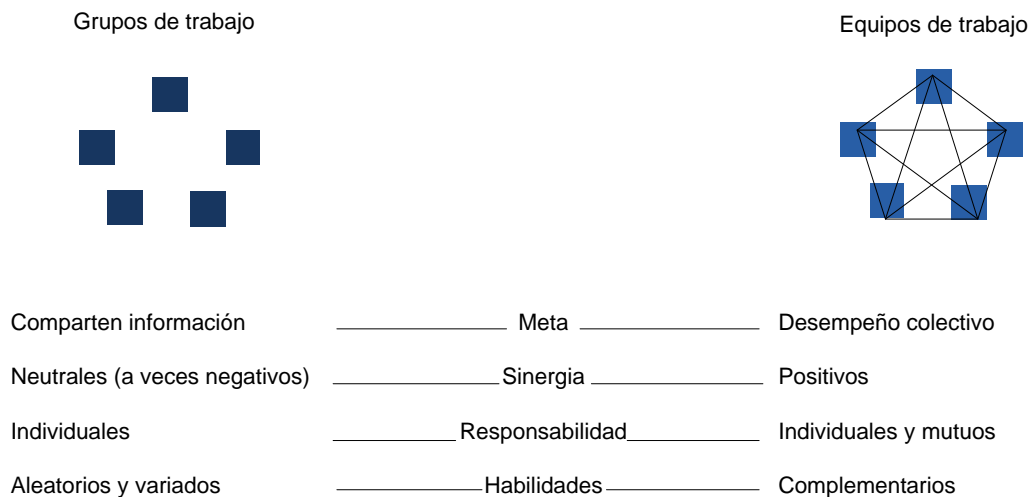 Grupos de trabajo
Equipos de trabajo
Comparten información Meta Desempeño colectivo
Neutrales (a veces negativos) Sinergia Positivos
Individuales Responsabilidad Individuales y mutuos
Aleatorios y variados Habilidades Complementarios